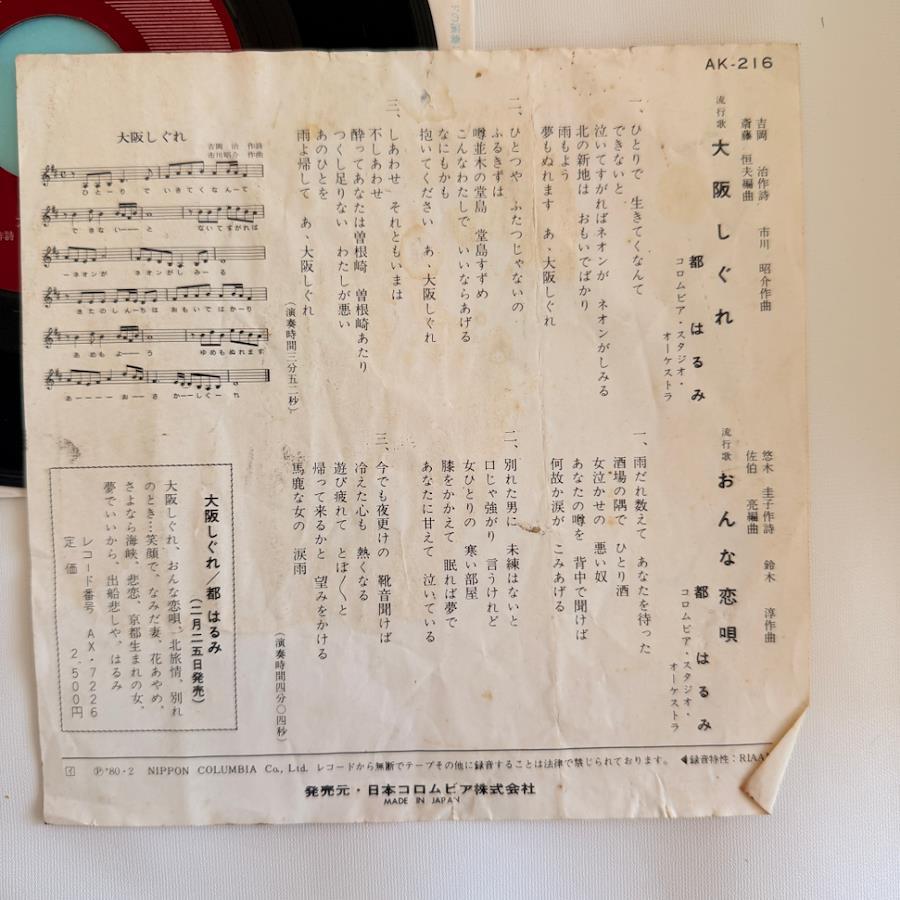 AK-216
流行歌 大阪しぐれ
吉岡 治作詩 市川 昭介作曲
斎藤 恒夫編曲
都 はるみ
コロムビア・スタジオ・
オーケストラ
一、ひとりで 生きてくなんて
できないと
泣いてすがればネオンが ネオンがしみる
北の新地は おもいでばかり
雨もよう
夢もぬれます あゝ大阪しぐれ
二、ひとつや ふたつじゃないの
ふるきずは
噂並木の堂島 堂島すずめ
こんなわたしで いいならあげる
なにもかも
抱いてください あゝ大阪しぐれ
三、しあわせ それともいまは
不しあわせ
酔ってあなたは曽根崎 曽根崎あたり
つくし足りない わたしが悪い
あのひとを
雨よ帰して あゝ大阪しぐれ
(演奏時間三分五二秒)
大阪しぐれ
吉岡 治 作詩
市川昭介 作曲
ひとーりで いきてくなんて
できないーと ないてすがれば
ーネオンが ネオンがしみーる
きたのしんーちは おもいでばかーり
あめもよーう ゆめもぬれます
あーーーーおーさ かーしぐーれ
流行歌 おんな恋唄
悠木 圭子作詩 鈴木 淳作曲
佐伯 亮編曲
都 はるみ
コロムビア・スタジオ・
オーケストラ
一、雨だれ数えて あなたを待った
酒場の隅で ひとり酒
女泣かせの 悪い奴
あなたの噂を 背中で聞けば
何故か涙が こみあげる
二、別れた男に 未練はないと
口じゃ強がり 言うけれど
女ひとりの 寒い部屋
膝をかかえて 眠れば夢で
あなたに甘えて 泣いている
三、今でも夜更けの 靴音聞けば
冷えた心も 熱くなる
遊び疲れて とぼ〱と
帰って来るかと 望みをかける
馬鹿な女の 涙雨
(演奏時間四分〇四秒)
大阪しぐれ/都 はるみ
(二月二五日発売)
大阪しぐれ、おんな恋唄、北旅情、別れ
のとき…笑顔で、なみだ妻、花あやめ、
さよなら海峡、悲恋、京都生まれの女、
夢でいいから、出船悲しや、はるみ
レコード番号 AX・7226
定価 2,500円
Ⓟ'80・2 NIPPON COLUMBIA Co., Ltd. レコードから無断でテープその他に録音することは法律で禁じられております。 ◀録音特性：RIAA
発売元・日本コロムビア株式会社
MADE IN JAPAN